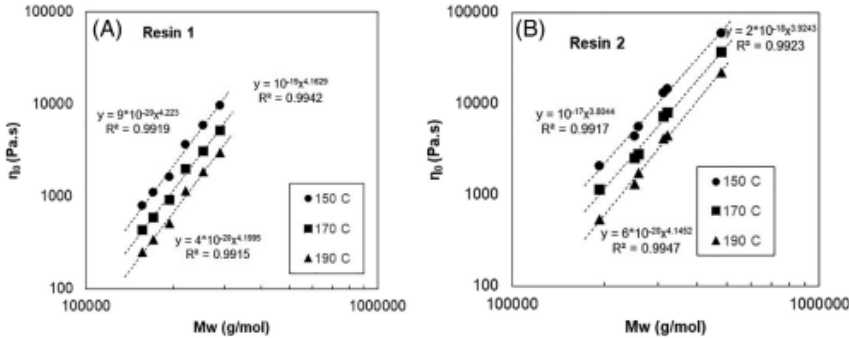 (A)
Resin 1
100000
10000
1000
100
η₀ (Pa.s)
y = 10⁻¹⁹x⁴·¹⁶²⁹
R² = 0.9942
y = 9*10⁻²⁰x⁴·²²³
R² = 0.9919
y = 4*10⁻²⁰x⁴·¹⁹⁹⁵
R² = 0.9915
150 C
170 C
190 C
100000
1000000
Mw (g/mol)
(B)
Resin 2
100000
10000
1000
100
η₀ (Pa.s)
y = 2*10⁻¹⁸x³·⁹²⁴³
R² = 0.9923
y = 10⁻¹⁷x³·⁸⁰⁴⁴
R² = 0.9917
y = 6*10⁻²⁰x⁴·¹⁴⁵²
R² = 0.9947
150 C
170 C
190 C
100000
1000000
Mw (g/mol)